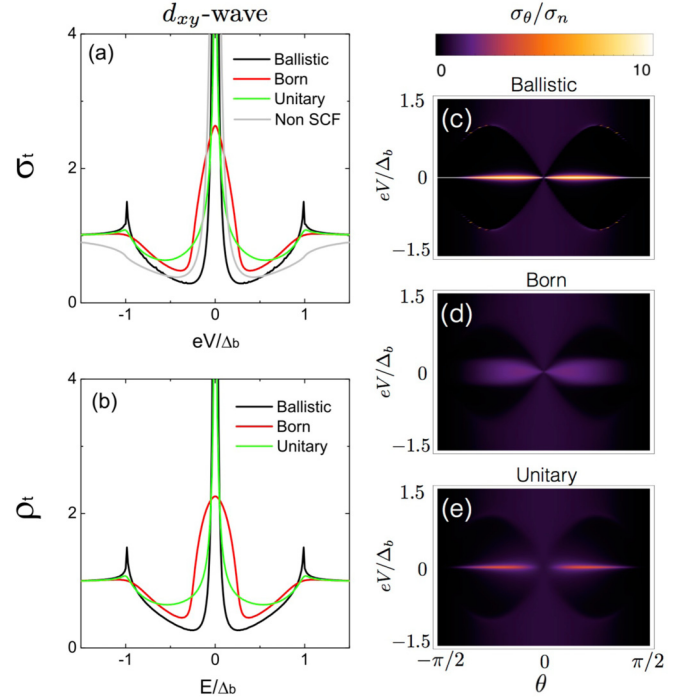 d_xy-wave
(a)
Ballistic
Born
Unitary
Non SCF
4
2
0
σ_t
-1 0 1
eV/Δ_b
(b)
Ballistic
Born
Unitary
4
2
0
ρ_t
-1 0 1
E/Δ_b
σ_θ/σ_n
0 10
Ballistic
(c)
1.5
0
−1.5
eV/Δ_b
Born
(d)
1.5
0
−1.5
eV/Δ_b
Unitary
(e)
1.5
0
−1.5
eV/Δ_b
−π/2 0 π/2
θ